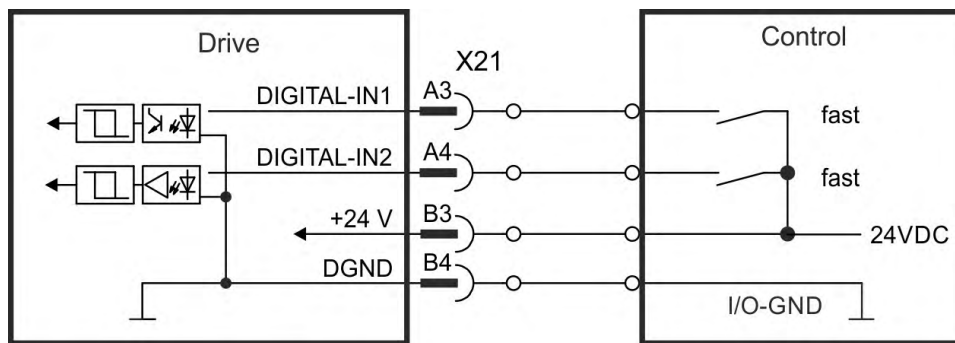 Drive
Control
X21
DIGITAL-IN1
A3
fast
DIGITAL-IN2
A4
fast
+24 V
B3
24VDC
DGND
B4
I/O-GND